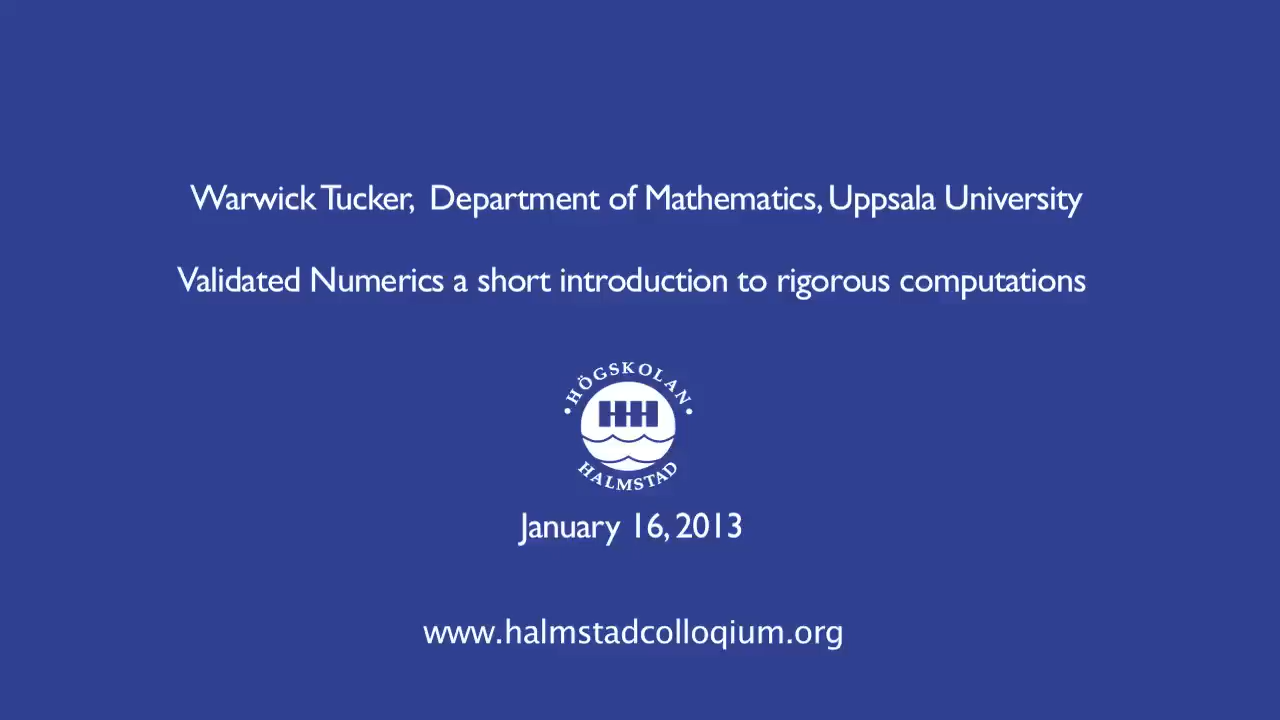 Warwick Tucker, Department of Mathematics, Uppsala University
Validated Numerics a short introduction to rigorous computations
HÖGSKOLAN
HH
HALMSTAD
January 16, 2013
www.halmstadcolloqium.org